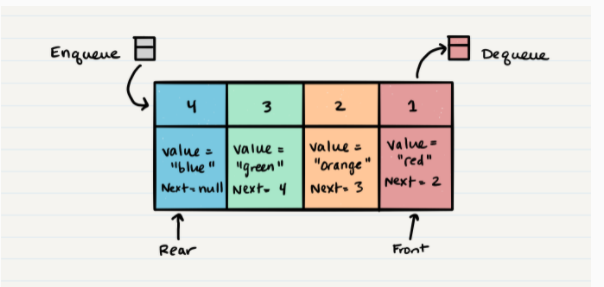 Enqueue
Dequeue
4 3 2 1
value = "blue" Next=null
value = "green" Next= 4
value = "orange" Next= 3
value = "red" Next= 2
Rear
Front